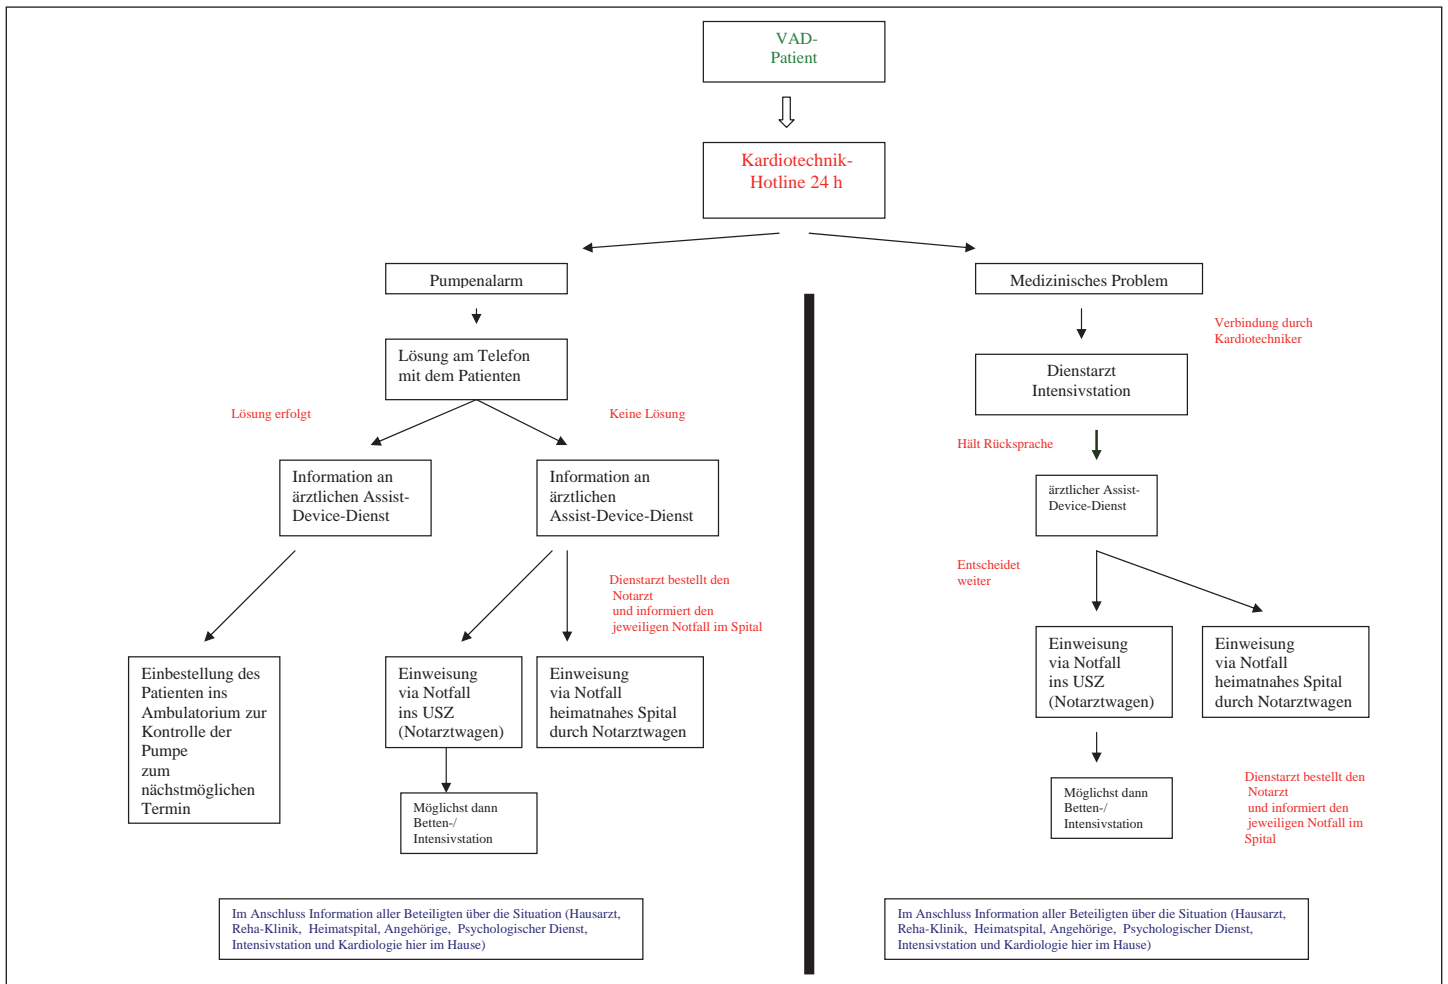 VAD-
Patient
Kardiotechnik-
Hotline 24 h
Pumpenalarm
Lösung am Telefon
mit dem Patienten
Lösung erfolgt
Keine Lösung
Information an
ärztlichen Assist-
Device-Dienst
Information an
ärztlichen
Assist-Device-Dienst
Dienstarzt bestellt den
Notarzt
und informiert den
jeweiligen Notfall im Spital
Einbestellung des
Patienten ins
Ambulatorium zur
Kontrolle der
Pumpe
zum
nächstmöglichen
Termin
Einweisung
via Notfall
ins USZ
(Notarztwagen)
Einweisung
via Notfall
heimatnahes Spital
durch Notarztwagen
Möglichst dann
Betten-/
Intensivstation
Im Anschluss Information aller Beteiligten über die Situation (Hausarzt,
Reha-Klinik, Heimatspital, Angehörige, Psychologischer Dienst,
Intensivstation und Kardiologie hier im Hause)
Medizinisches Problem
Verbindung durch
Kardiotechniker
Dienstarzt
Intensivstation
Hält Rücksprache
ärztlicher Assist-
Device-Dienst
Entscheidet
weiter
Einweisung
via Notfall
ins USZ
(Notarztwagen)
Einweisung
via Notfall
heimatnahes Spital
durch Notarztwagen
Möglichst dann
Betten-/
Intensivstation
Dienstarzt bestellt den
Notarzt
und informiert den
jeweiligen Notfall im
Spital
Im Anschluss Information aller Beteiligten über die Situation (Hausarzt,
Reha-Klinik, Heimatspital, Angehörige, Psychologischer Dienst,
Intensivstation und Kardiologie hier im Hause)